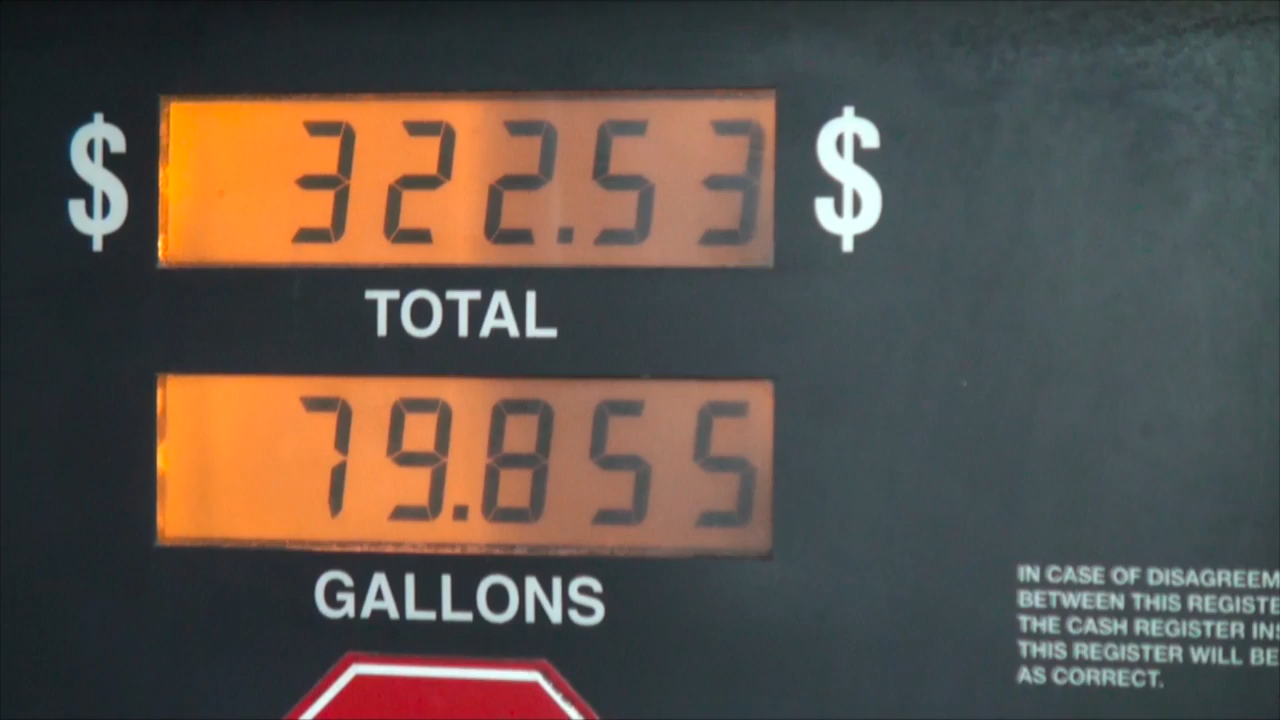 $ 322.53 $
TOTAL
79.855
GALLONS
IN CASE OF
BETWEEN THIS
THE CASH REGISTER
THIS REGISTER WILL BE
AS CORRECT.